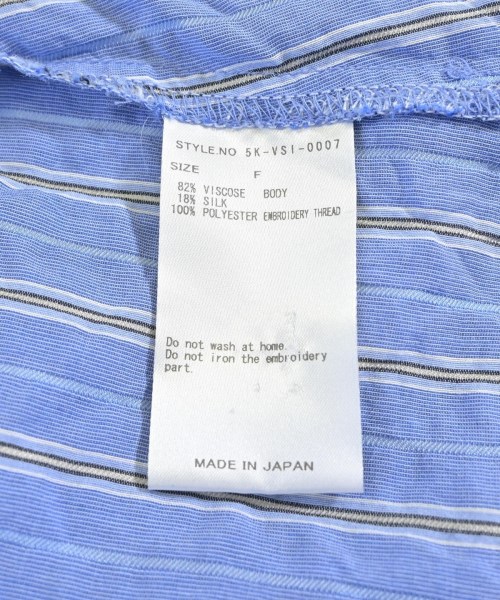 STYLE.NO 5K-VSI-0007
SIZE F
82% VISCOSE BODY
18% SILK
100% POLYESTER EMBROIDERY THREAD
Do not wash at home.
Do not iron the embroidery
part.
MADE IN JAPAN